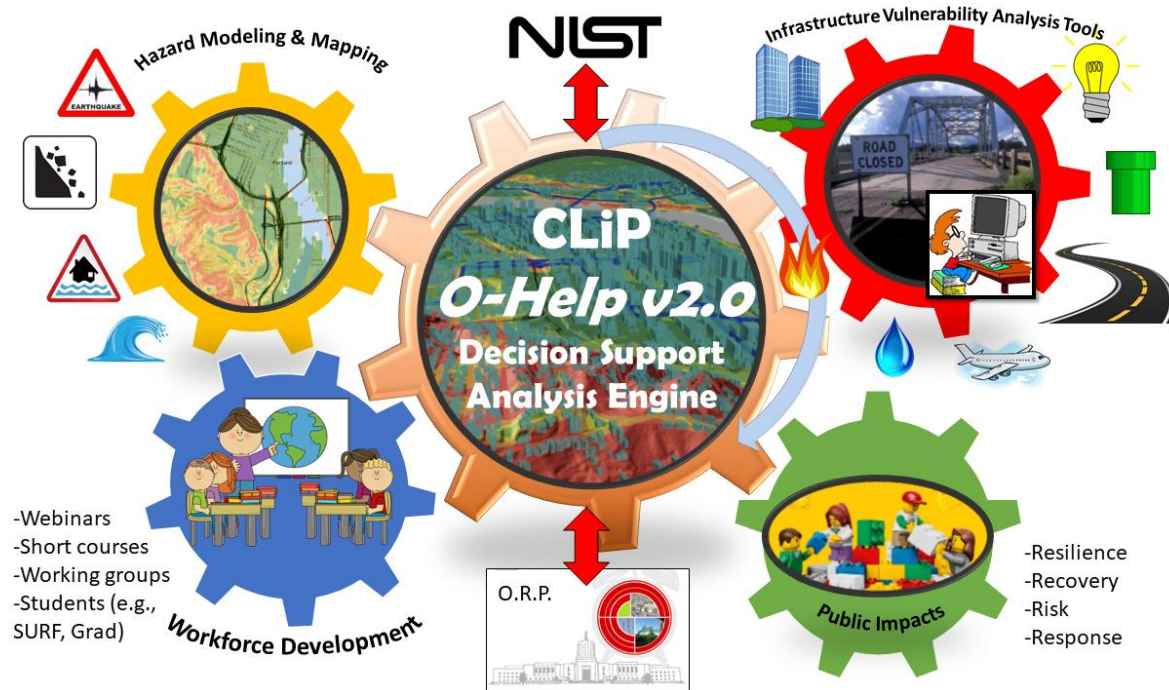 Hazard Modeling & Mapping
NIST
Infrastructure Vulnerability Analysis Tools
EARTHQUAKE
Portland
ROAD
CLOSED
CLiP
O-Help v2.0
Decision Support
Analysis Engine
-Webinars
-Short courses
-Working groups
-Students (e.g.,
SURF, Grad)
Workforce Development
O.R.P.
Public Impacts
-Resilience
-Recovery
-Risk
-Response